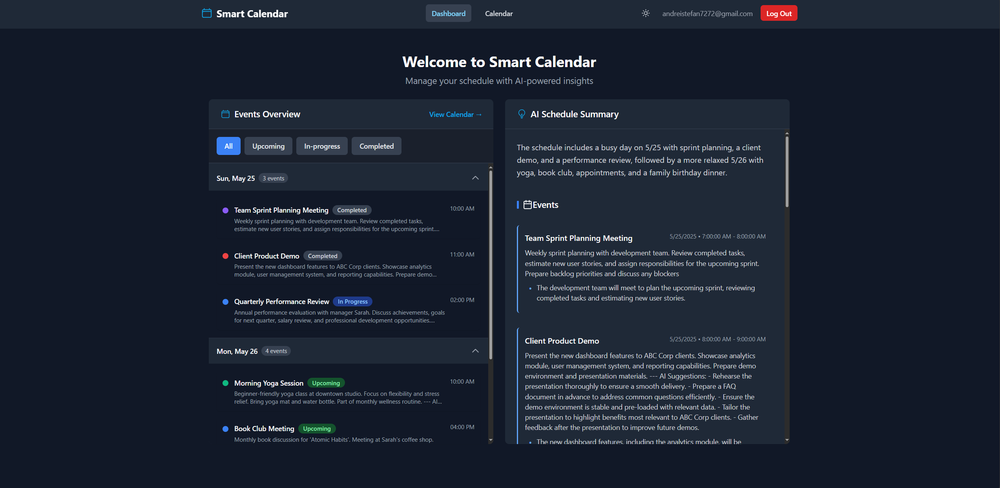 Smart Calendar
Dashboard
Calendar
andreistefan7272@gmail.com
Log Out
Welcome to Smart Calendar
Manage your schedule with AI-powered insights
Events Overview
View Calendar →
All
Upcoming
In-progress
Completed
Sun, May 25
3 events
Team Sprint Planning Meeting
Completed
10:00 AM
Weekly sprint planning with development team. Review completed tasks,
estimate new user stories, and assign responsibilities for the upcoming sprint....
Client Product Demo
Completed
11:00 AM
Present the new dashboard features to ABC Corp clients. Showcase analytics
module, user management system, and reporting capabilities. Prepare demo...
Quarterly Performance Review
In Progress
02:00 PM
Annual performance evaluation with manager Sarah. Discuss achievements, goals
for next quarter, salary review, and professional development opportunities....
Mon, May 26
4 events
Morning Yoga Session
Upcoming
10:00 AM
Beginner-friendly yoga class at downtown studio. Focus on flexibility and stress
relief. Bring yoga mat and water bottle. Part of monthly wellness routine. --- AI...
Book Club Meeting
Upcoming
04:00 PM
Monthly book discussion for 'Atomic Habits'. Meeting at Sarah's coffee shop.
AI Schedule Summary
The schedule includes a busy day on 5/25 with sprint planning, a client
demo, and a performance review, followed by a more relaxed 5/26 with
yoga, book club, appointments, and a family birthday dinner.
Events
Team Sprint Planning Meeting
5/25/2025 • 7:00:00 AM - 8:00:00 AM
Weekly sprint planning with development team. Review completed tasks,
estimate new user stories, and assign responsibilities for the upcoming sprint.
Prepare backlog priorities and discuss any blockers
• The development team will meet to plan the upcoming sprint, reviewing
completed tasks and estimating new user stories.
Client Product Demo
5/25/2025 • 8:00:00 AM - 9:00:00 AM
Present the new dashboard features to ABC Corp clients. Showcase analytics
module, user management system, and reporting capabilities. Prepare demo
environment and presentation materials. --- AI Suggestions: - Rehearse the
presentation thoroughly to ensure a smooth delivery. - Prepare a FAQ
document in advance to address common questions efficiently. - Ensure the
demo environment is stable and pre-loaded with relevant data. - Tailor the
presentation to highlight benefits most relevant to ABC Corp clients. - Gather
feedback after the presentation to improve future demos.
• The new dashboard features, including the analytics module, will be